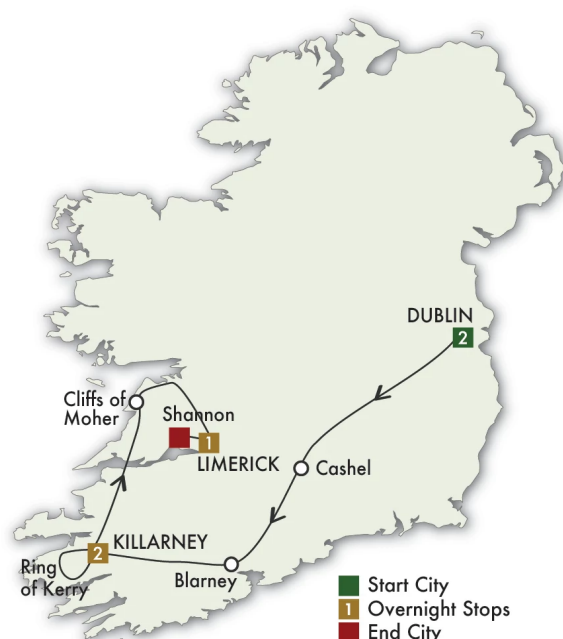 DUBLIN
2
Cliffs of
Moher
Shannon
1
LIMERICK
Cashel
2
KILLARNEY
Ring
of Kerry
Blarney
Start City
1 Overnight Stops
End City